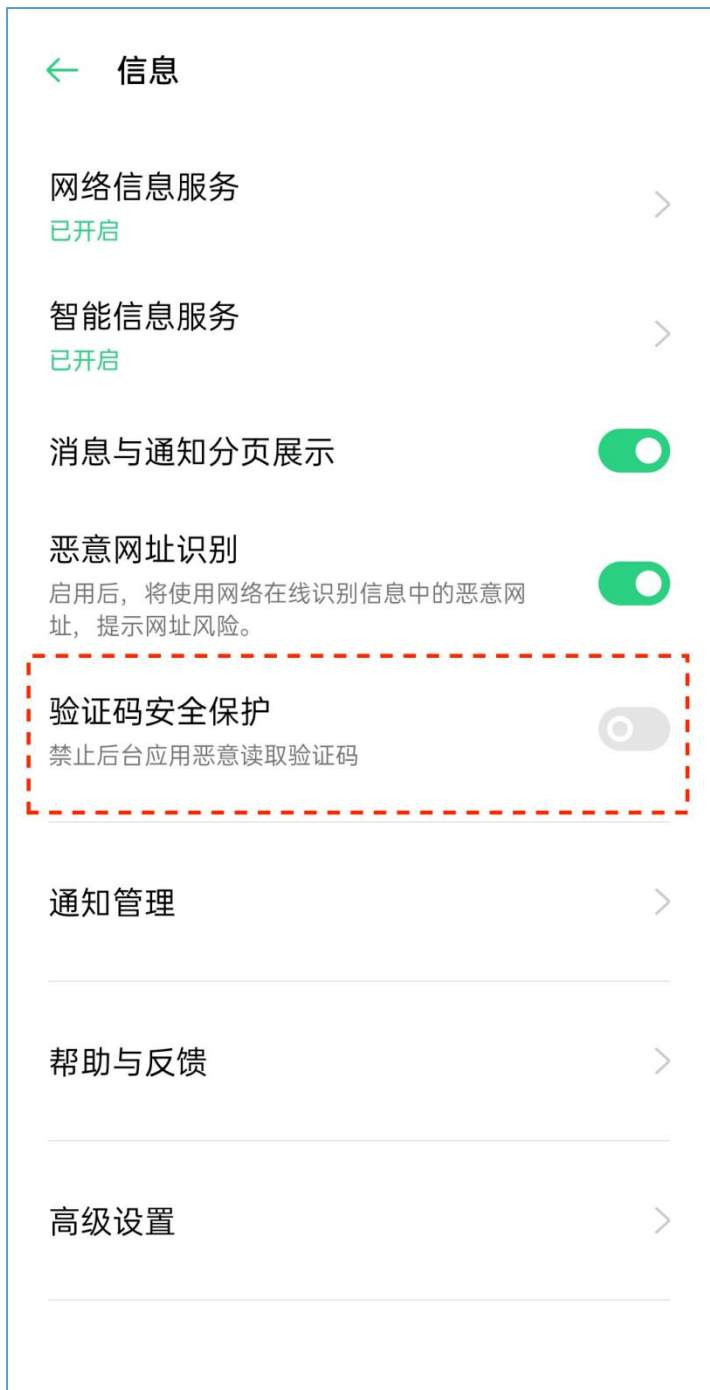 信息
网络信息服务
已开启
智能信息服务
已开启
消息与通知分页展示
恶意网址识别
启用后，将使用网络在线识别信息中的恶意网
址，提示网址风险。
验证码安全保护
禁止后台应用恶意读取验证码
通知管理
帮助与反馈
高级设置